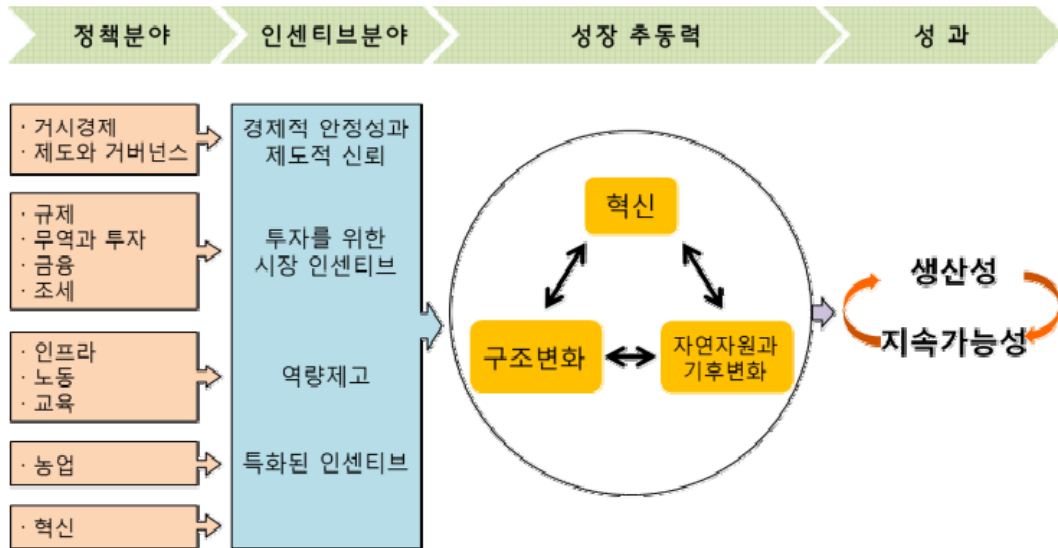 정책분야
인센티브분야
성장 추동력
성 과
· 거시경제
· 제도와 거버넌스
· 규제
· 무역과 투자
· 금융
· 조세
· 인프라
· 노동
· 교육
· 농업
· 혁신
경제적 안정성과
제도적 신뢰
투자를 위한
시장 인센티브
역량제고
특화된 인센티브
혁신
구조변화
자연자원과
기후변화
생산성
지속가능성